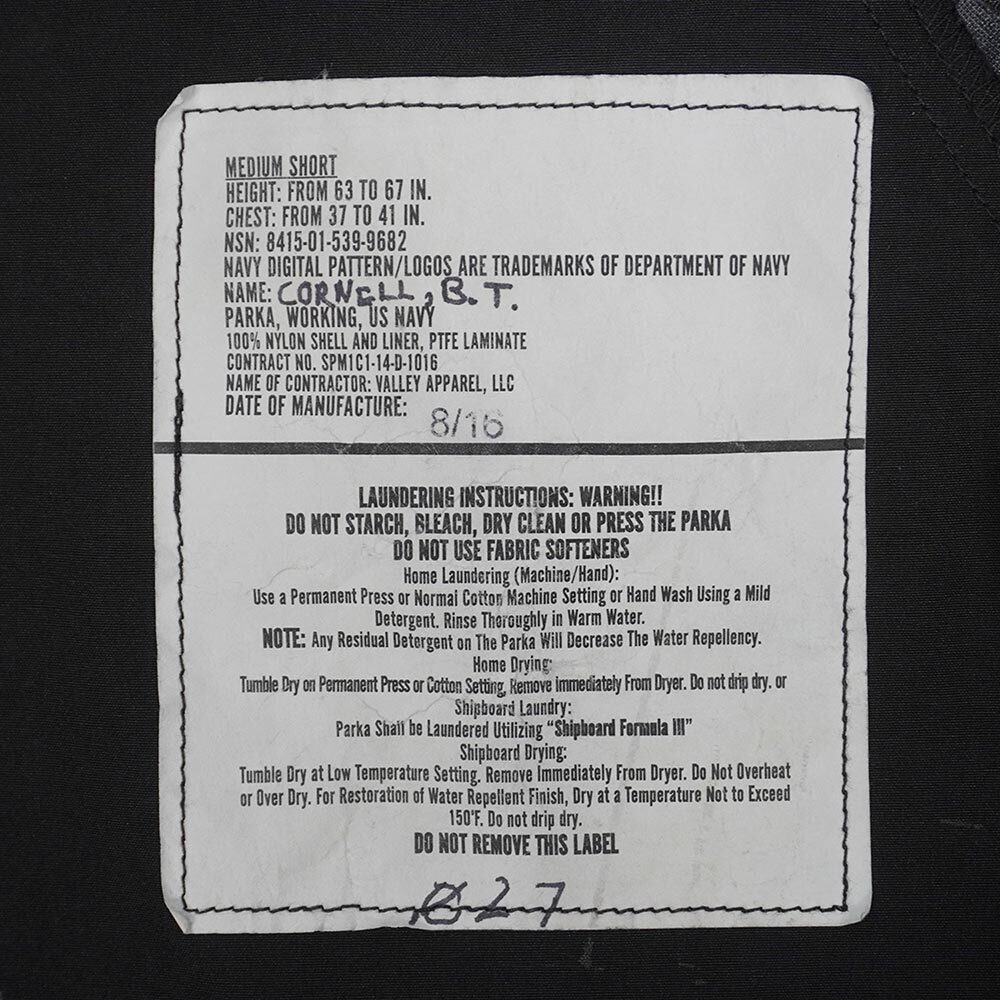 MEDIUM SHORT
HEIGHT: FROM 63 TO 67 IN.
CHEST: FROM 37 TO 41 IN.
NSN: 8415-01-539-9682
NAVY DIGITAL PATTERN/LOGOS ARE TRADEMARKS OF DEPARTMENT OF NAVY
NAME: CORNELL, B. T.
PARKA, WORKING, US NAVY
100% NYLON SHELL AND LINER, PTFE LAMINATE
CONTRACT NO. SPM1C1-14-D-1016
NAME OF CONTRACTOR: VALLEY APPAREL, LLC
DATE OF MANUFACTURE: 8/16
LAUNDERING INSTRUCTIONS: WARNING!!
DO NOT STARCH, BLEACH, DRY CLEAN OR PRESS THE PARKA
DO NOT USE FABRIC SOFTENERS
Home Laundering (Machine/Hand):
Use a Permanent Press or Normal Cotton Machine Setting or Hand Wash Using a Mild
Detergent. Rinse Thoroughly in Warm Water.
NOTE: Any Residual Detergent on The Parka Will Decrease The Water Repellency.
Home Drying:
Tumble Dry on Permanent Press or Cotton Setting, Remove immediately From Dryer. Do not drip dry. or
Shipboard Laundry:
Parka Shall be Laundered Utilizing "Shipboard Formula III"
Shipboard Drying:
Tumble Dry at Low Temperature Setting. Remove Immediately From Dryer. Do Not Overheat
or Over Dry. For Restoration of Water Repellent Finish, Dry at a Temperature Not to Exceed
150°F. Do not drip dry.
DO NOT REMOVE THIS LABEL
027